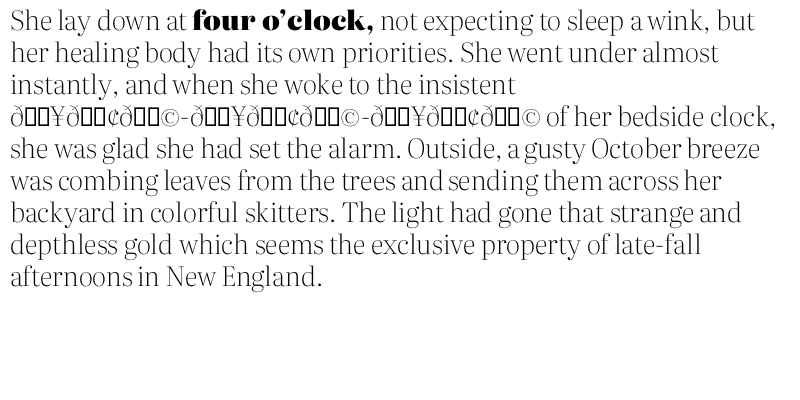 She lay down at four o’clock, not expecting to sleep a wink, but
her healing body had its own priorities. She went under almost
instantly, and when she woke to the insistent
ð□□¥ð□□¢ð□□©-ð□□¥ð□□¢ð□□©-ð□□¥ð□□¢ð□□© of her bedside clock,
she was glad she had set the alarm. Outside, a gusty October breeze
was combing leaves from the trees and sending them across her
backyard in colorful skitters. The light had gone that strange and
depthless gold which seems the exclusive property of late-fall
afternoons in New England.